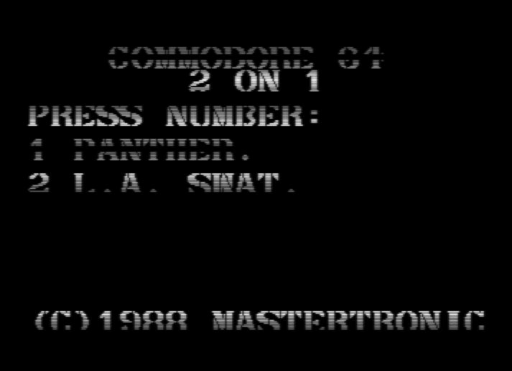 COMMODORE 64
2 ON 1
PRESS NUMBER:
1 PANTHER.
2 L.A. SWAT.
(C)1988 MASTERTRONIC